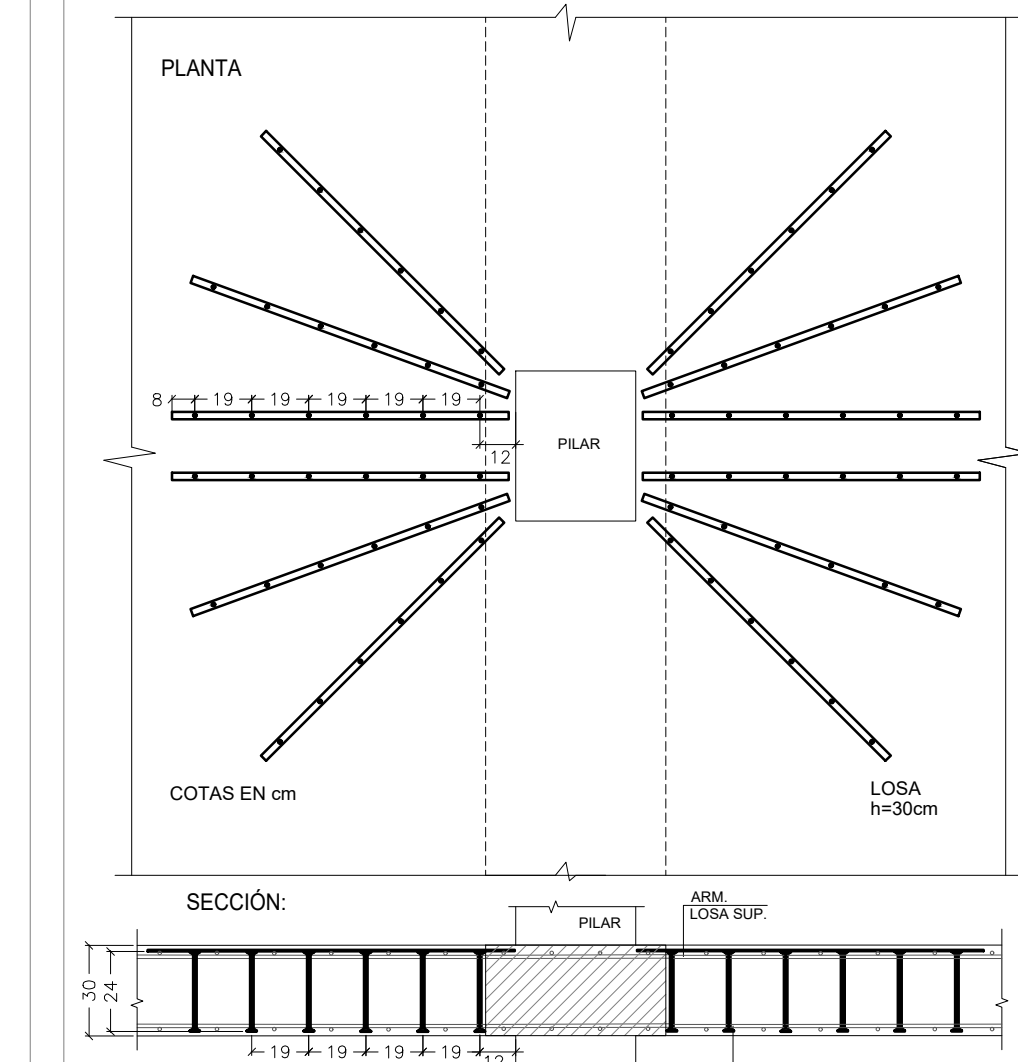 PLANTA
8 19 19 19 19 19
12
PILAR
COTAS EN cm
LOSA
h=30cm
SECCIÓN:
ARM.
LOSA SUP.
PILAR
30
24
19 19 19 19 12